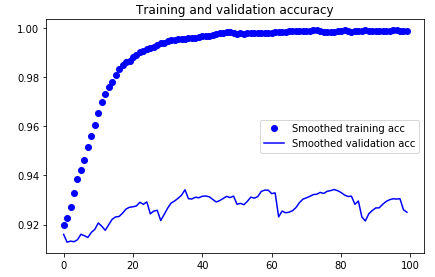 Training and validation accuracy
1.00
0.98
0.96
0.94
0.92
Smoothed training acc
Smoothed validation acc
0 20 40 60 80 100